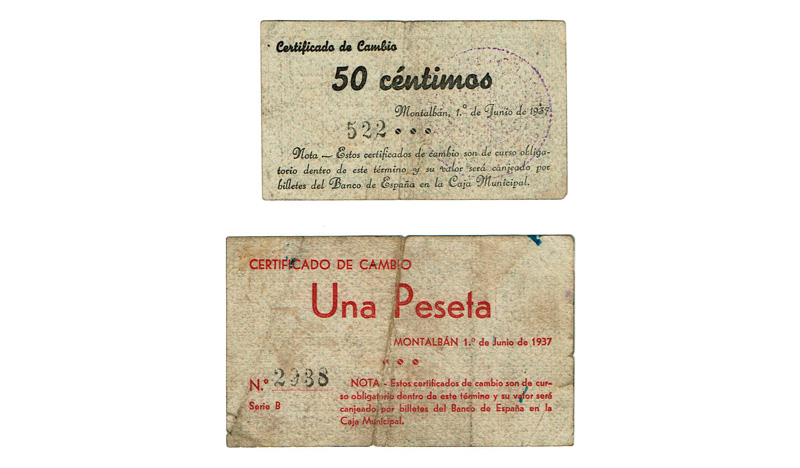 Certificado de Cambio
50 céntimos
Montalbán, 1.º de Junio de 1937
522
Nota — Estos certificados de cambio son de curso obliga-
torio dentro de este término y su valor será canjeado por
billetes del Banco de España en la Caja Municipal.
CERTIFICADO DE CAMBIO
Una Peseta
MONTALBÁN 1.º de Junio de 1937
N.º 2938
Serie B
NOTA - Estos certificados de cambio son de cur-
so obligatorio dentro de este término y su valor será
canjeado por billetes del Banco de España en la
Caja Municipal.